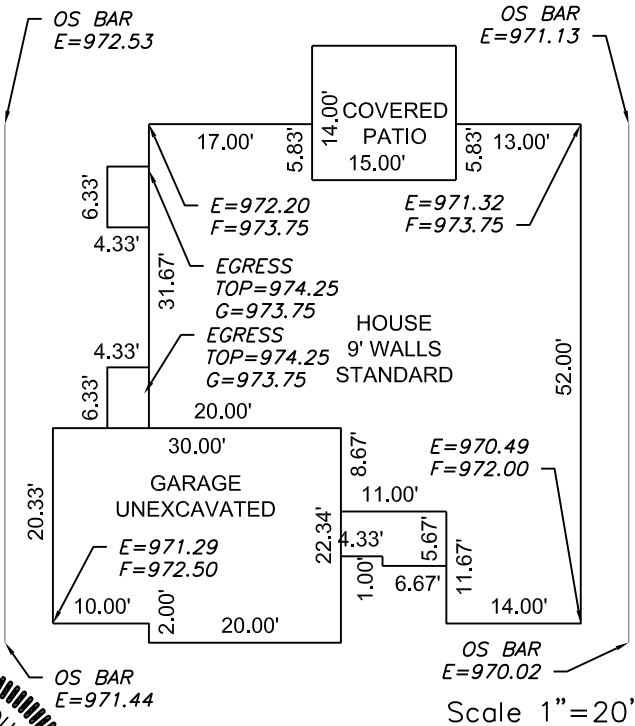 OS BAR
E=972.53
OS BAR
E=971.13
COVERED
PATIO
14.00'
15.00'
17.00'
5.83'
5.83'
13.00'
6.33'
4.33'
E=972.20
F=973.75
E=971.32
F=973.75
31.67'
EGRESS
TOP=974.25
G=973.75
EGRESS
TOP=974.25
G=973.75
HOUSE
9' WALLS
STANDARD
52.00'
4.33'
6.33'
20.00'
30.00'
8.67'
E=970.49
F=972.00
20.33'
GARAGE
UNEXCAVATED
11.00'
22.34'
4.33'
5.67'
11.67'
E=971.29
F=972.50
1.00'
6.67'
10.00'
2.00'
20.00'
14.00'
OS BAR
E=971.44
OS BAR
E=970.02
Scale 1"=20'